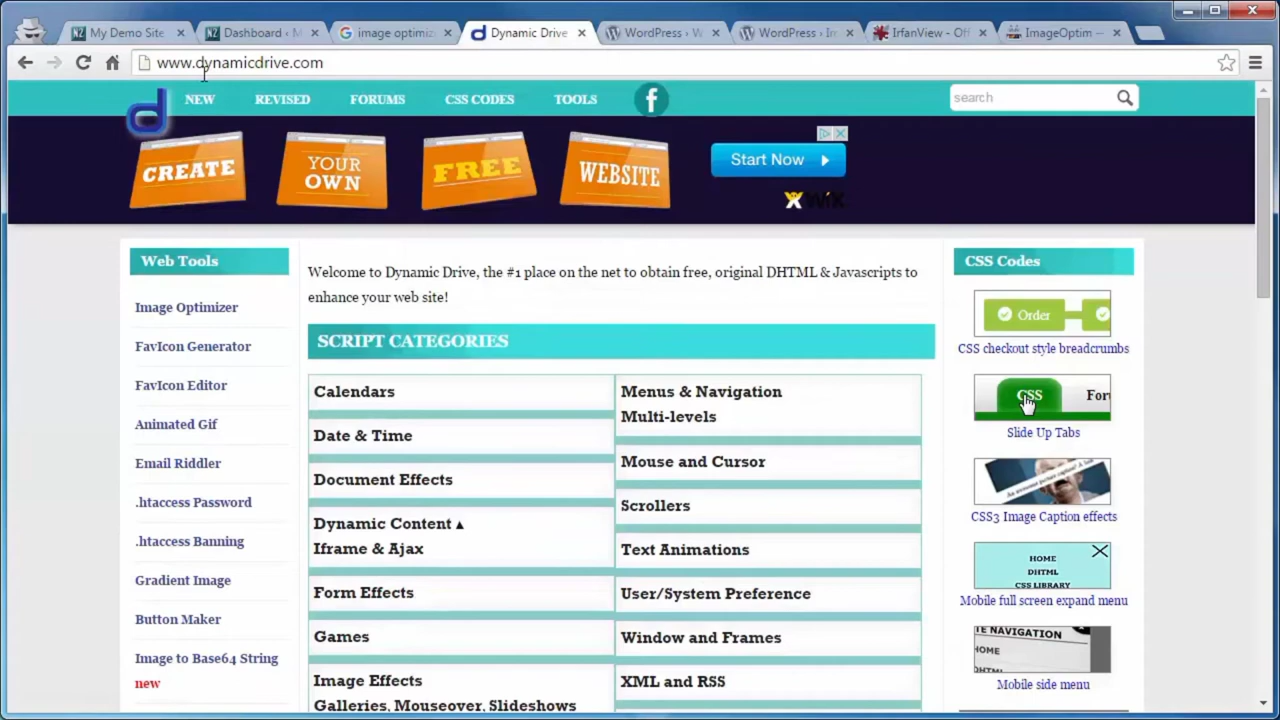 My Demo Site
Dashboard ‹ M
image optimiz
Dynamic Drive
WordPress › W
WordPress › Im
IrfanView - Off
ImageOptim —
www.dynamicdrive.com
d
NEW
REVISED
FORUMS
CSS CODES
TOOLS
f
search
CREATE
YOUR
OWN
FREE
WEBSITE
Start Now
WiX
Web Tools
Image Optimizer
FavIcon Generator
FavIcon Editor
Animated Gif
Email Riddler
.htaccess Password
.htaccess Banning
Gradient Image
Button Maker
Image to Base64 String
new
Welcome to Dynamic Drive, the #1 place on the net to obtain free, original DHTML & Javascripts to
enhance your web site!
SCRIPT CATEGORIES
Calendars
Date & Time
Document Effects
Dynamic Content ▲
Iframe & Ajax
Form Effects
Games
Image Effects
Galleries, Mouseover, Slideshows
Menus & Navigation
Multi-levels
Mouse and Cursor
Scrollers
Text Animations
User/System Preference
Window and Frames
XML and RSS
CSS Codes
Order
CSS checkout style breadcrumbs
CSS
For
Slide Up Tabs
CSS3 Image Caption effects
HOME
DHTML
CSS LIBRARY
Mobile full screen expand menu
TE NAVIGATION
HOME
DHTML
Mobile side menu